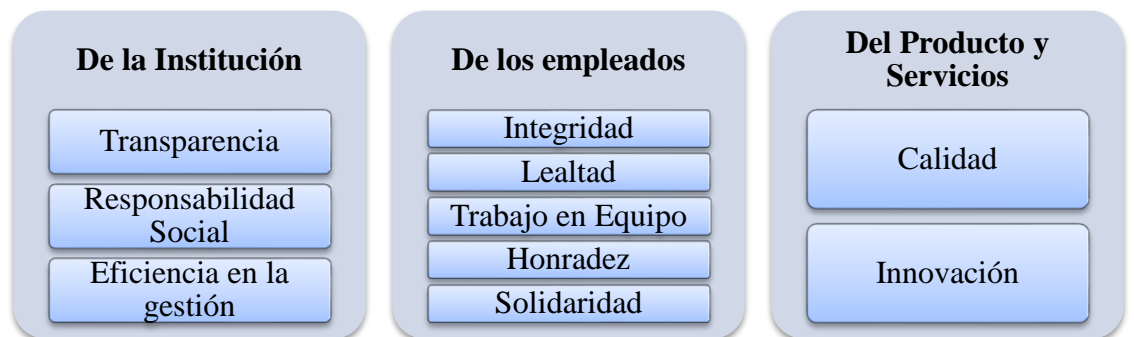 De la Institución
Transparencia
Responsabilidad
Social
Eficiencia en la
gestión
De los empleados
Integridad
Lealtad
Trabajo en Equipo
Honradez
Solidaridad
Del Producto y
Servicios
Calidad
Innovación